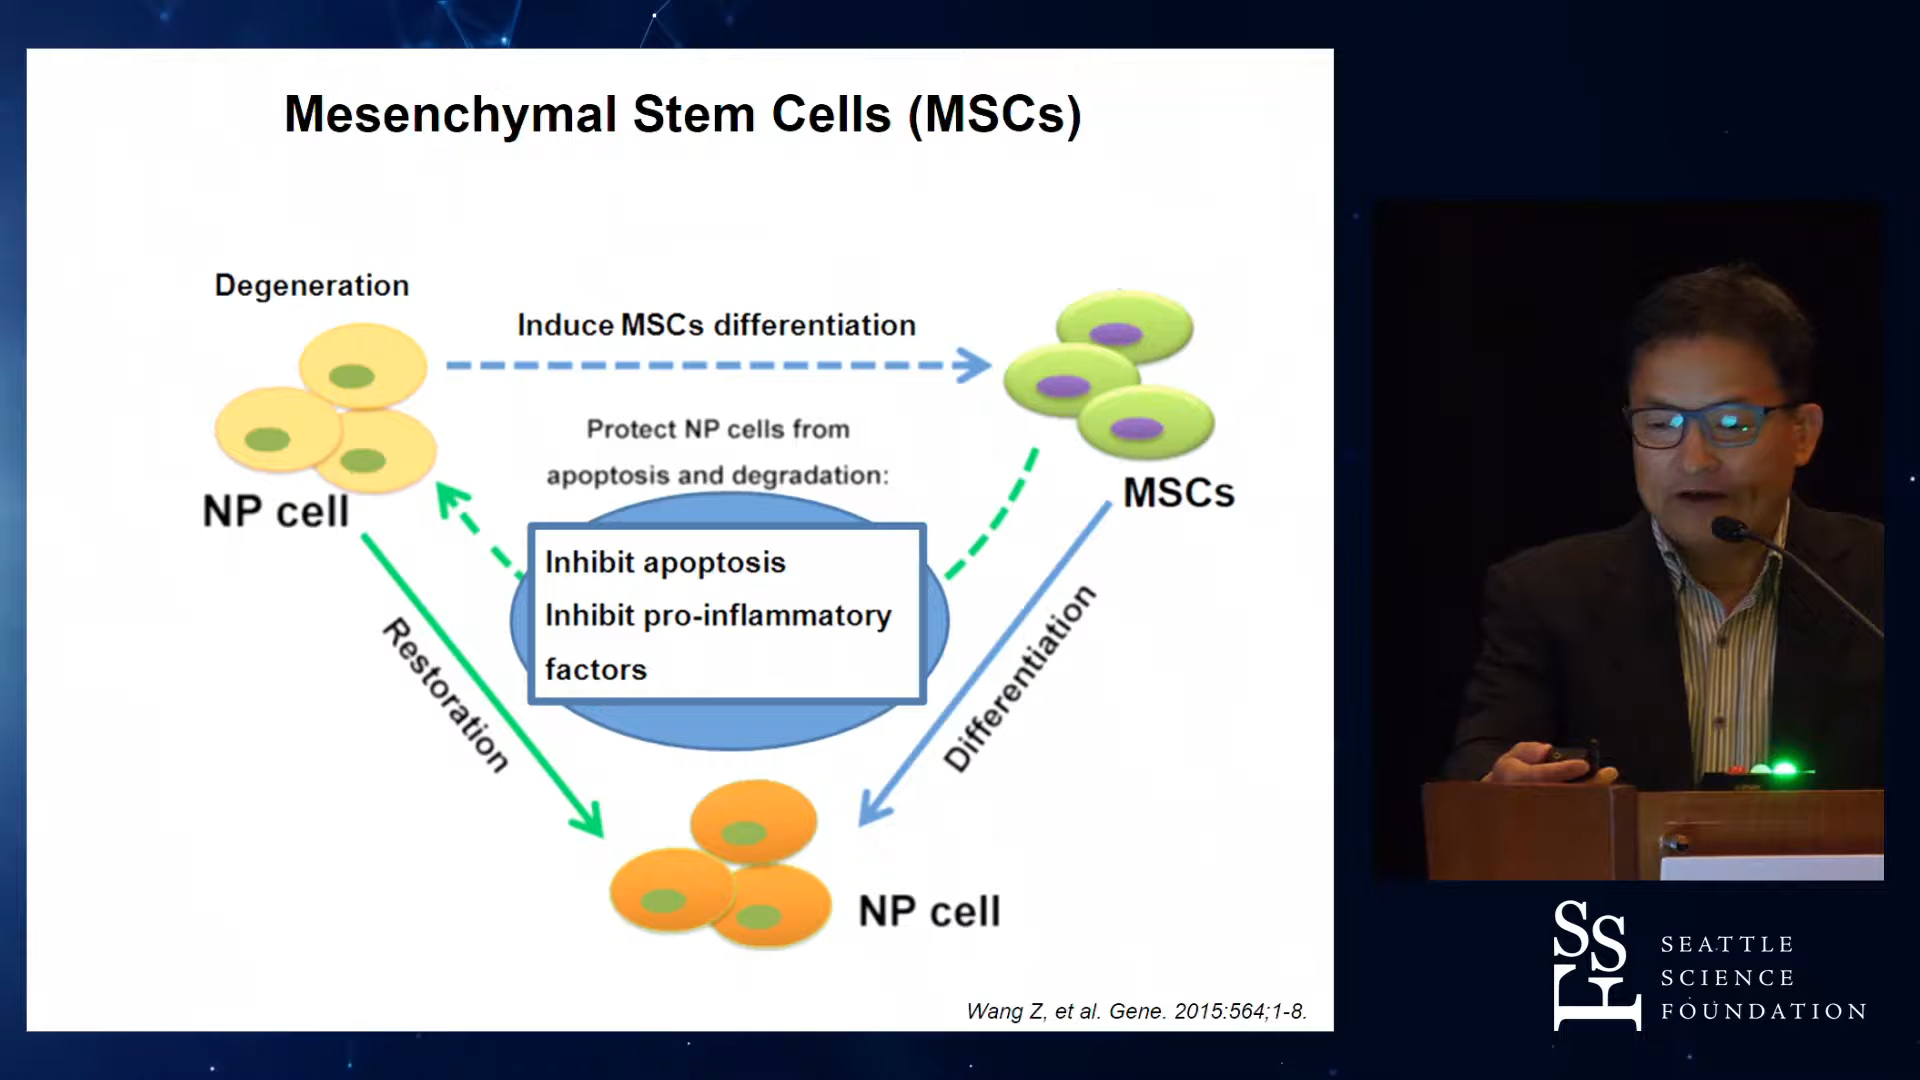 Mesenchymal Stem Cells (MSCs)
Degeneration
Induce MSCs differentiation
Protect NP cells from
apoptosis and degradation:
NP cell
MSCs
Inhibit apoptosis
Inhibit pro-inflammatory
factors
Restoration
Differentiation
NP cell
Wang Z, et al. Gene. 2015:564;1-8.
SSF
SEATTLE
SCIENCE
FOUNDATION